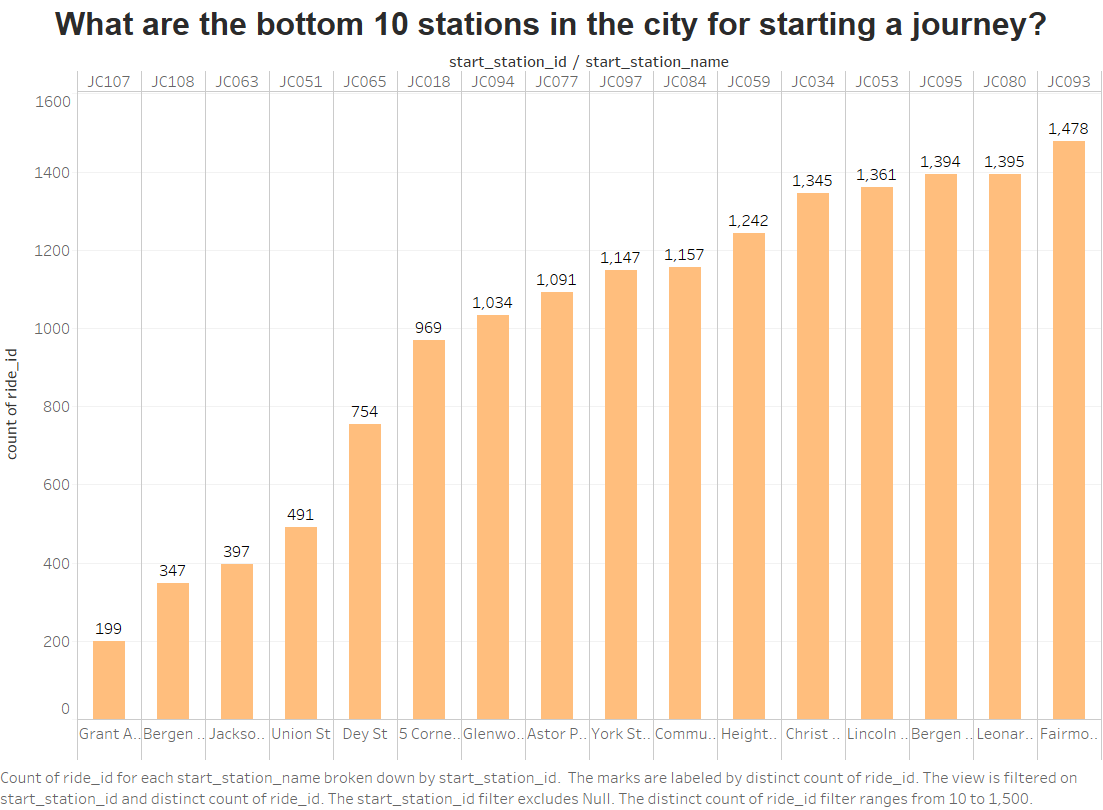 What are the bottom 10 stations in the city for starting a journey?
start_station_id / start_station_name
JC107 JC108 JC063 JC051 JC065 JC018 JC094 JC077 JC097 JC084 JC059 JC034 JC053 JC095 JC080 JC093
1600
1400
1200
1000
800
600
400
200
0
count of ride_id
199 347 397 491 754 969 1,034 1,091 1,147 1,157 1,242 1,345 1,361 1,394 1,395 1,478
Grant A.. Bergen .. Jackso.. Union St Dey St 5 Corne.. Glenwo.. Astor P.. York St.. Commu.. Height.. Christ .. Lincoln .. Bergen .. Leonar.. Fairmo..
Count of ride_id for each start_station_name broken down by start_station_id. The marks are labeled by distinct count of ride_id. The view is filtered on
start_station_id and distinct count of ride_id. The start_station_id filter excludes Null. The distinct count of ride_id filter ranges from 10 to 1,500.